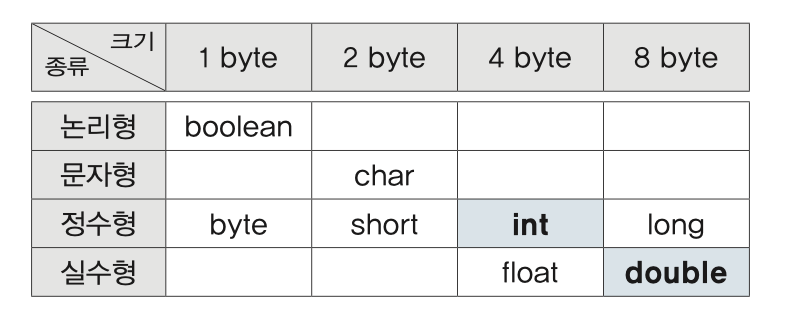 크기
종류 1 byte 2 byte 4 byte 8 byte
논리형 boolean
문자형 char
정수형 byte short int long
실수형 float double